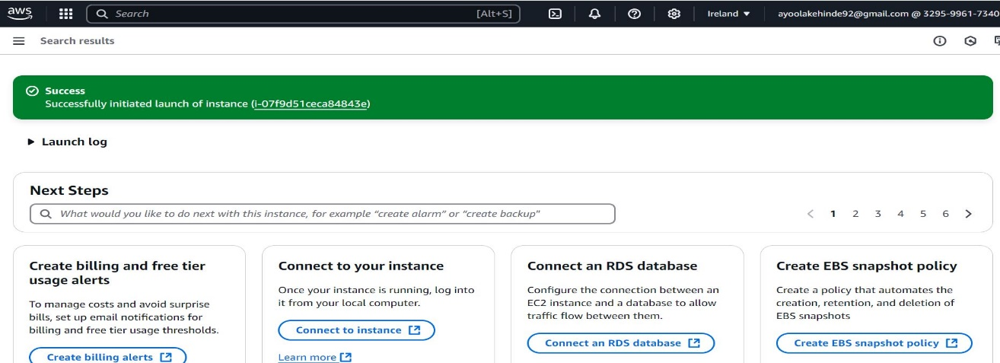 aws
Search [Alt+S] Ireland ayoolakehinde92@gmail.com @ 3295-9961-7340
Search results
Success
Successfully initiated launch of instance (i-07f9d51ceca84843e)
Launch log
Next Steps
What would you like to do next with this instance, for example “create alarm” or “create backup”
1 2 3 4 5 6
Create billing and free tier
usage alerts
To manage costs and avoid surprise
bills, set up email notifications for
billing and free tier usage thresholds.
Create billing alerts
Connect to your instance
Once your instance is running, log into
it from your local computer.
Connect to instance
Learn more
Connect an RDS database
Configure the connection between an
EC2 instance and a database to allow
traffic flow between them.
Connect an RDS database
Create EBS snapshot policy
Create a policy that automates the
creation, retention, and deletion of
EBS snapshots
Create EBS snapshot policy